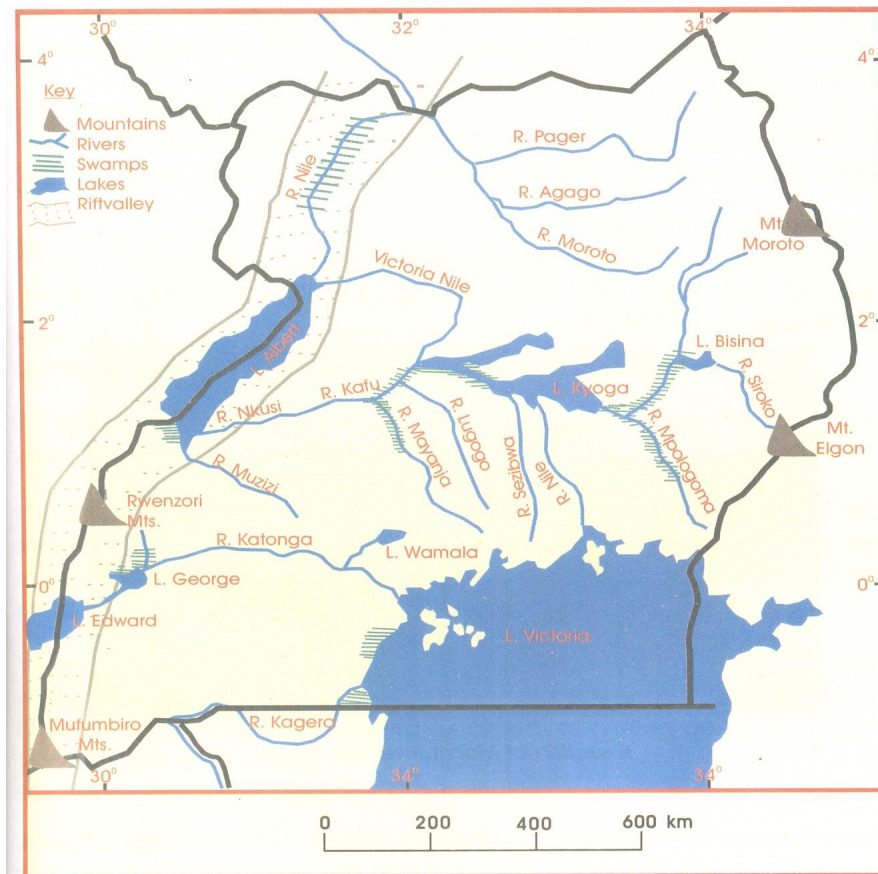 30°
32°
34°
4°
4°
Key
Mountains
Rivers
Swamps
Lakes
Riftvalley
R. Nile
R. Pager
R. Agago
R. Moroto
Mt.
Moroto
Victoria Nile
2°
2°
L. Albert
L. Bisina
R. Siroko
L. Kyoga
R. Kafu
R. Nkusi
R. Mayanja
R. Lugogo
R. Sezibwa
R. Nile
R. Mpologoma
Mt.
Elgon
R. Muzizi
Rwenzori
Mts.
R. Katonga
L. Wamala
L. George
0°
0°
L. Edward
L. Victoria
Mufumbiro
Mts.
R. Kagera
30°
34°
34°
0 200 400 600 km